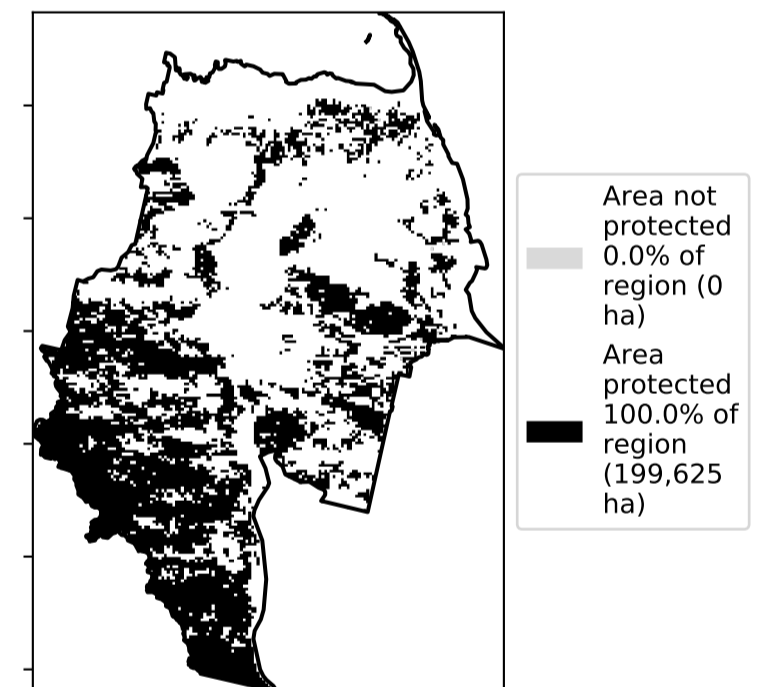 Area not
protected
0.0% of
region (0
ha)
Area
protected
100.0% of
region
(199,625
ha)